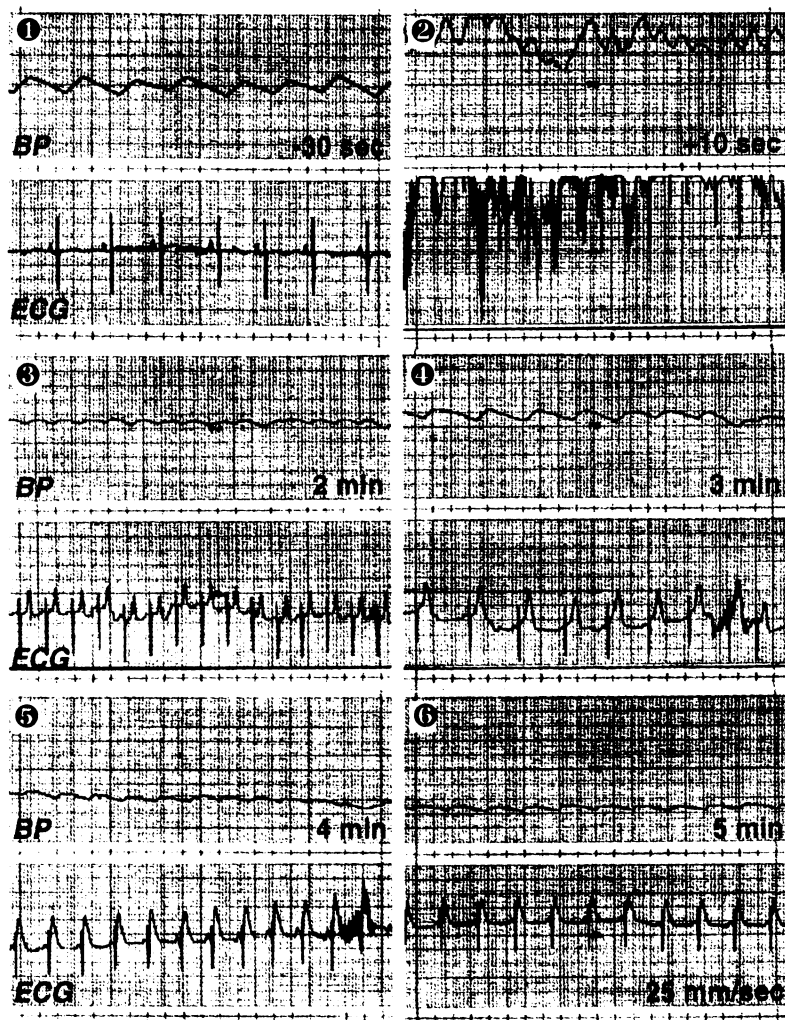 ❶
BP
-30 sec
ECG
❷
+10 sec
❸
BP
2 min
ECG
❹
3 min
❺
BP
4 min
ECG
❻
5 min
25 mm/sec